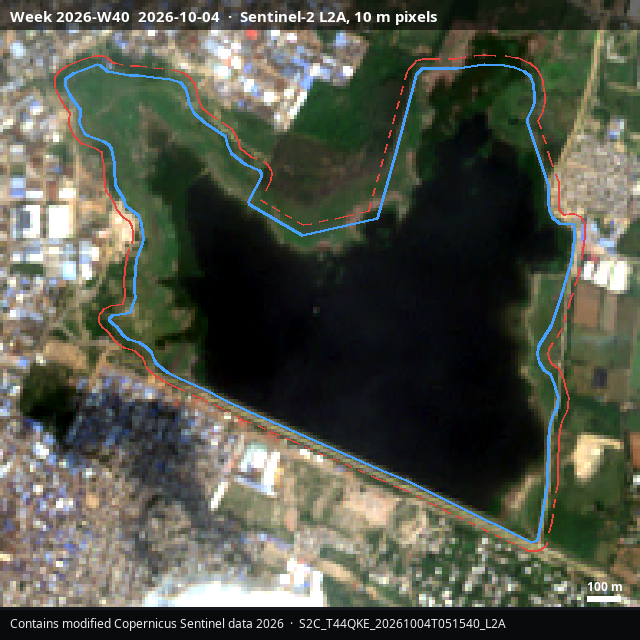 Week 2026-W40  2026-10-04  ·  Sentinel-2 L2A, 10 m pixels
100 m
Contains modified Copernicus Sentinel data 2026  ·  S2C_T44QKE_20261004T051540_L2A